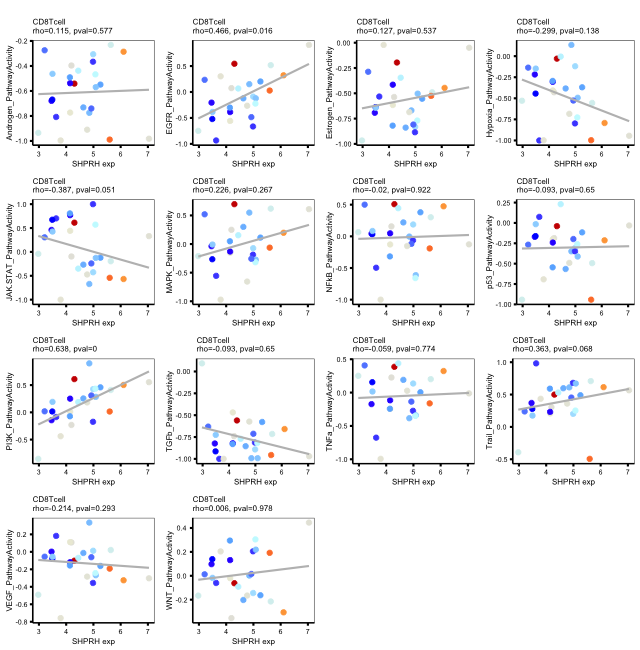 CD8Tcell
rho=0.115, pval=0.577
Androgen_PathwayActivity
-0.2
-0.4
-0.6
-0.8
-1.0
3 4 5 6 7
SHPRH exp
CD8Tcell
rho=0.466, pval=0.016
EGFR_PathwayActivity
0.5
0.0
-0.5
-1.0
3 4 5 6 7
SHPRH exp
CD8Tcell
rho=0.127, pval=0.537
Estrogen_PathwayActivity
0.00
-0.25
-0.50
-0.75
-1.00
3 4 5 6 7
SHPRH exp
CD8Tcell
rho=-0.299, pval=0.138
Hypoxia_PathwayActivity
0.00
-0.25
-0.50
-0.75
-1.00
3 4 5 6 7
SHPRH exp
CD8Tcell
rho=-0.387, pval=0.051
JAK-STAT_PathwayActivity
1.0
0.5
0.0
-0.5
-1.0
3 4 5 6 7
SHPRH exp
CD8Tcell
rho=0.226, pval=0.267
MAPK_PathwayActivity
0.5
0.0
-0.5
-1.0
3 4 5 6 7
SHPRH exp
CD8Tcell
rho=-0.02, pval=0.922
NFkB_PathwayActivity
0.5
0.0
-0.5
-1.0
3 4 5 6 7
SHPRH exp
CD8Tcell
rho=-0.093, pval=0.65
p53_PathwayActivity
0.25
0.00
-0.25
-0.50
-0.75
3 4 5 6 7
SHPRH exp
CD8Tcell
rho=0.638, pval=0
PI3K_PathwayActivity
1.0
0.5
0.0
-0.5
-1.0
3 4 5 6 7
SHPRH exp
CD8Tcell
rho=-0.093, pval=0.65
TGFb_PathwayActivity
0.00
-0.25
-0.50
-0.75
-1.00
3 4 5 6 7
SHPRH exp
CD8Tcell
rho=-0.059, pval=0.774
TNFa_PathwayActivity
0.5
0.0
-0.5
-1.0
3 4 5 6 7
SHPRH exp
CD8Tcell
rho=0.363, pval=0.068
Trail_PathwayActivity
1.0
0.5
0.0
-0.5
3 4 5 6 7
SHPRH exp
CD8Tcell
rho=-0.214, pval=0.293
VEGF_PathwayActivity
0.2
0.0
-0.2
-0.4
-0.6
-0.8
3 4 5 6 7
SHPRH exp
CD8Tcell
rho=0.006, pval=0.978
WNT_PathwayActivity
0.4
0.2
0.0
-0.2
3 4 5 6 7
SHPRH exp